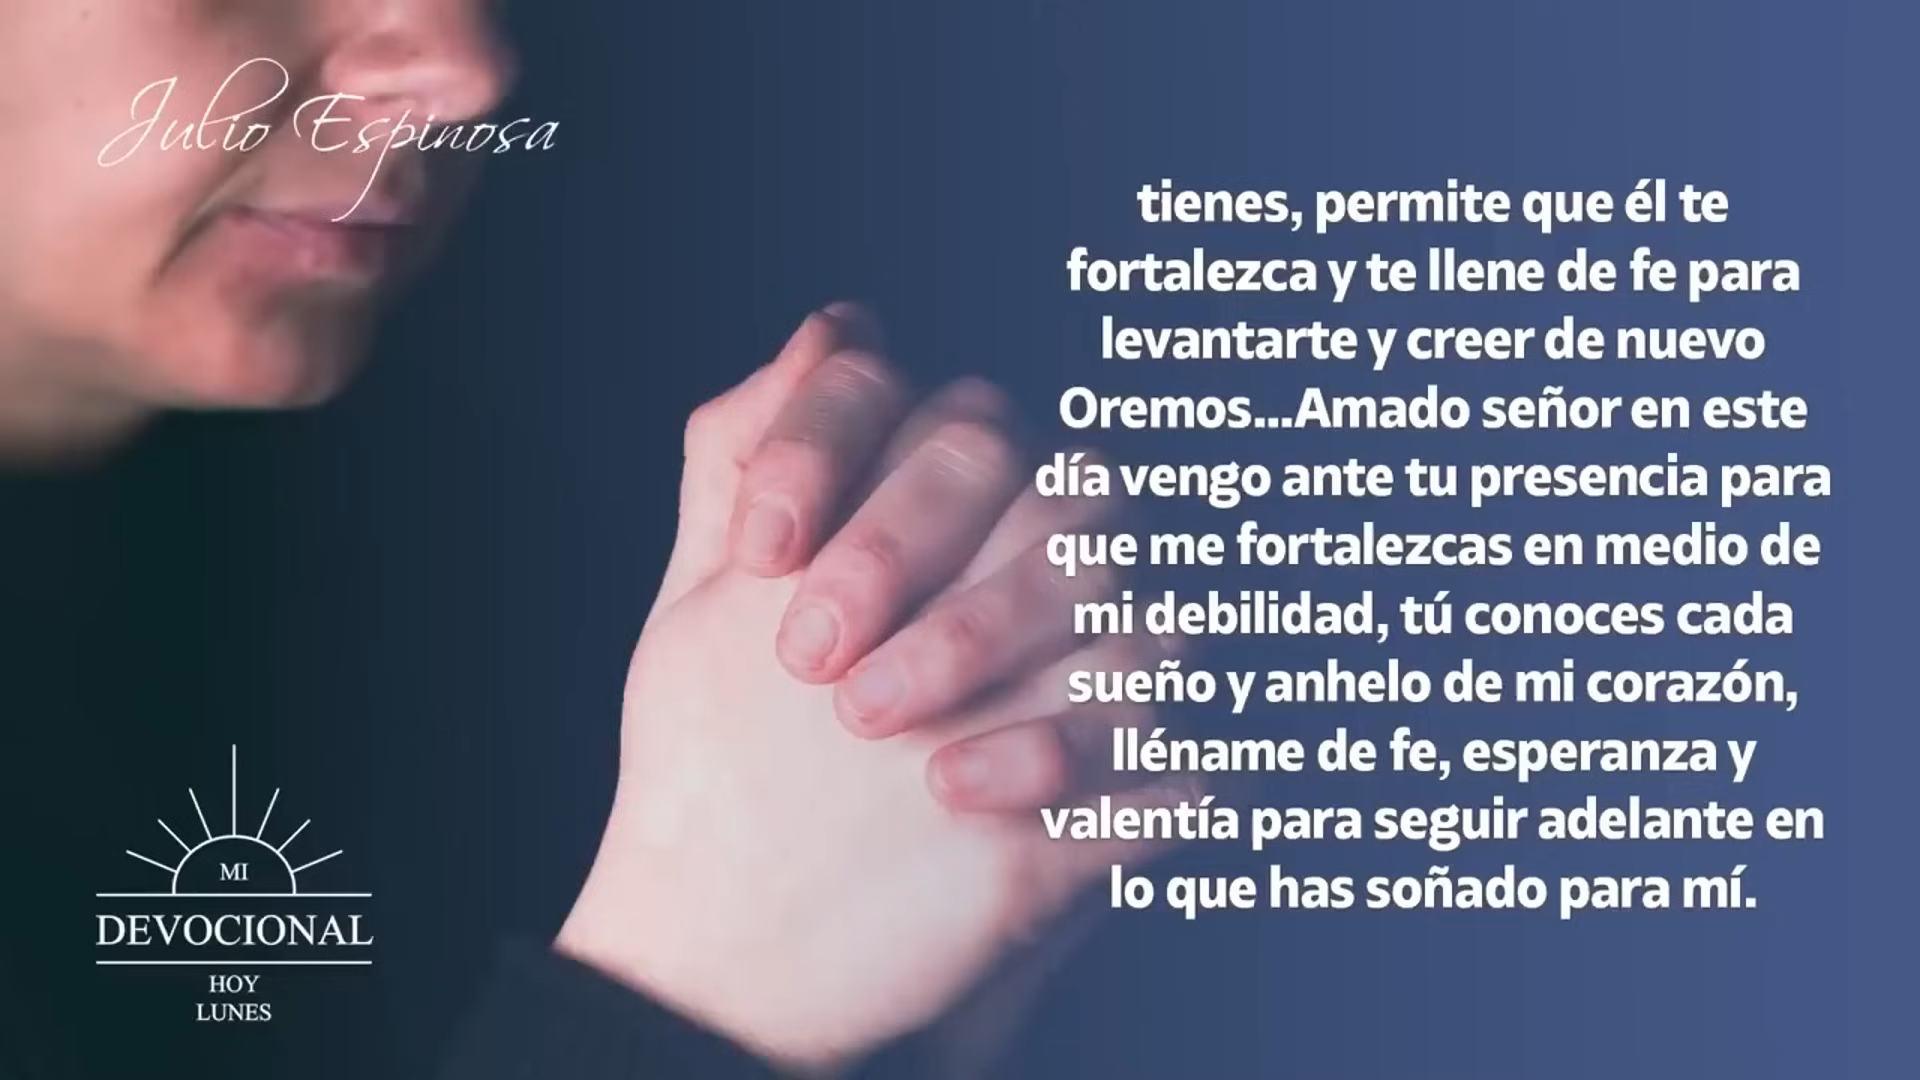 Julio Espinosa
tienes, permite que él te
fortalezca y te llene de fe para
levantarte y creer de nuevo
Oremos...Amado señor en este
día vengo ante tu presencia para
que me fortalezcas en medio de
mi debilidad, tú conoces cada
sueño y anhelo de mi corazón,
lléname de fe, esperanza y
valentía para seguir adelante en
lo que has soñado para mí.
MI
DEVOCIONAL
HOY
LUNES